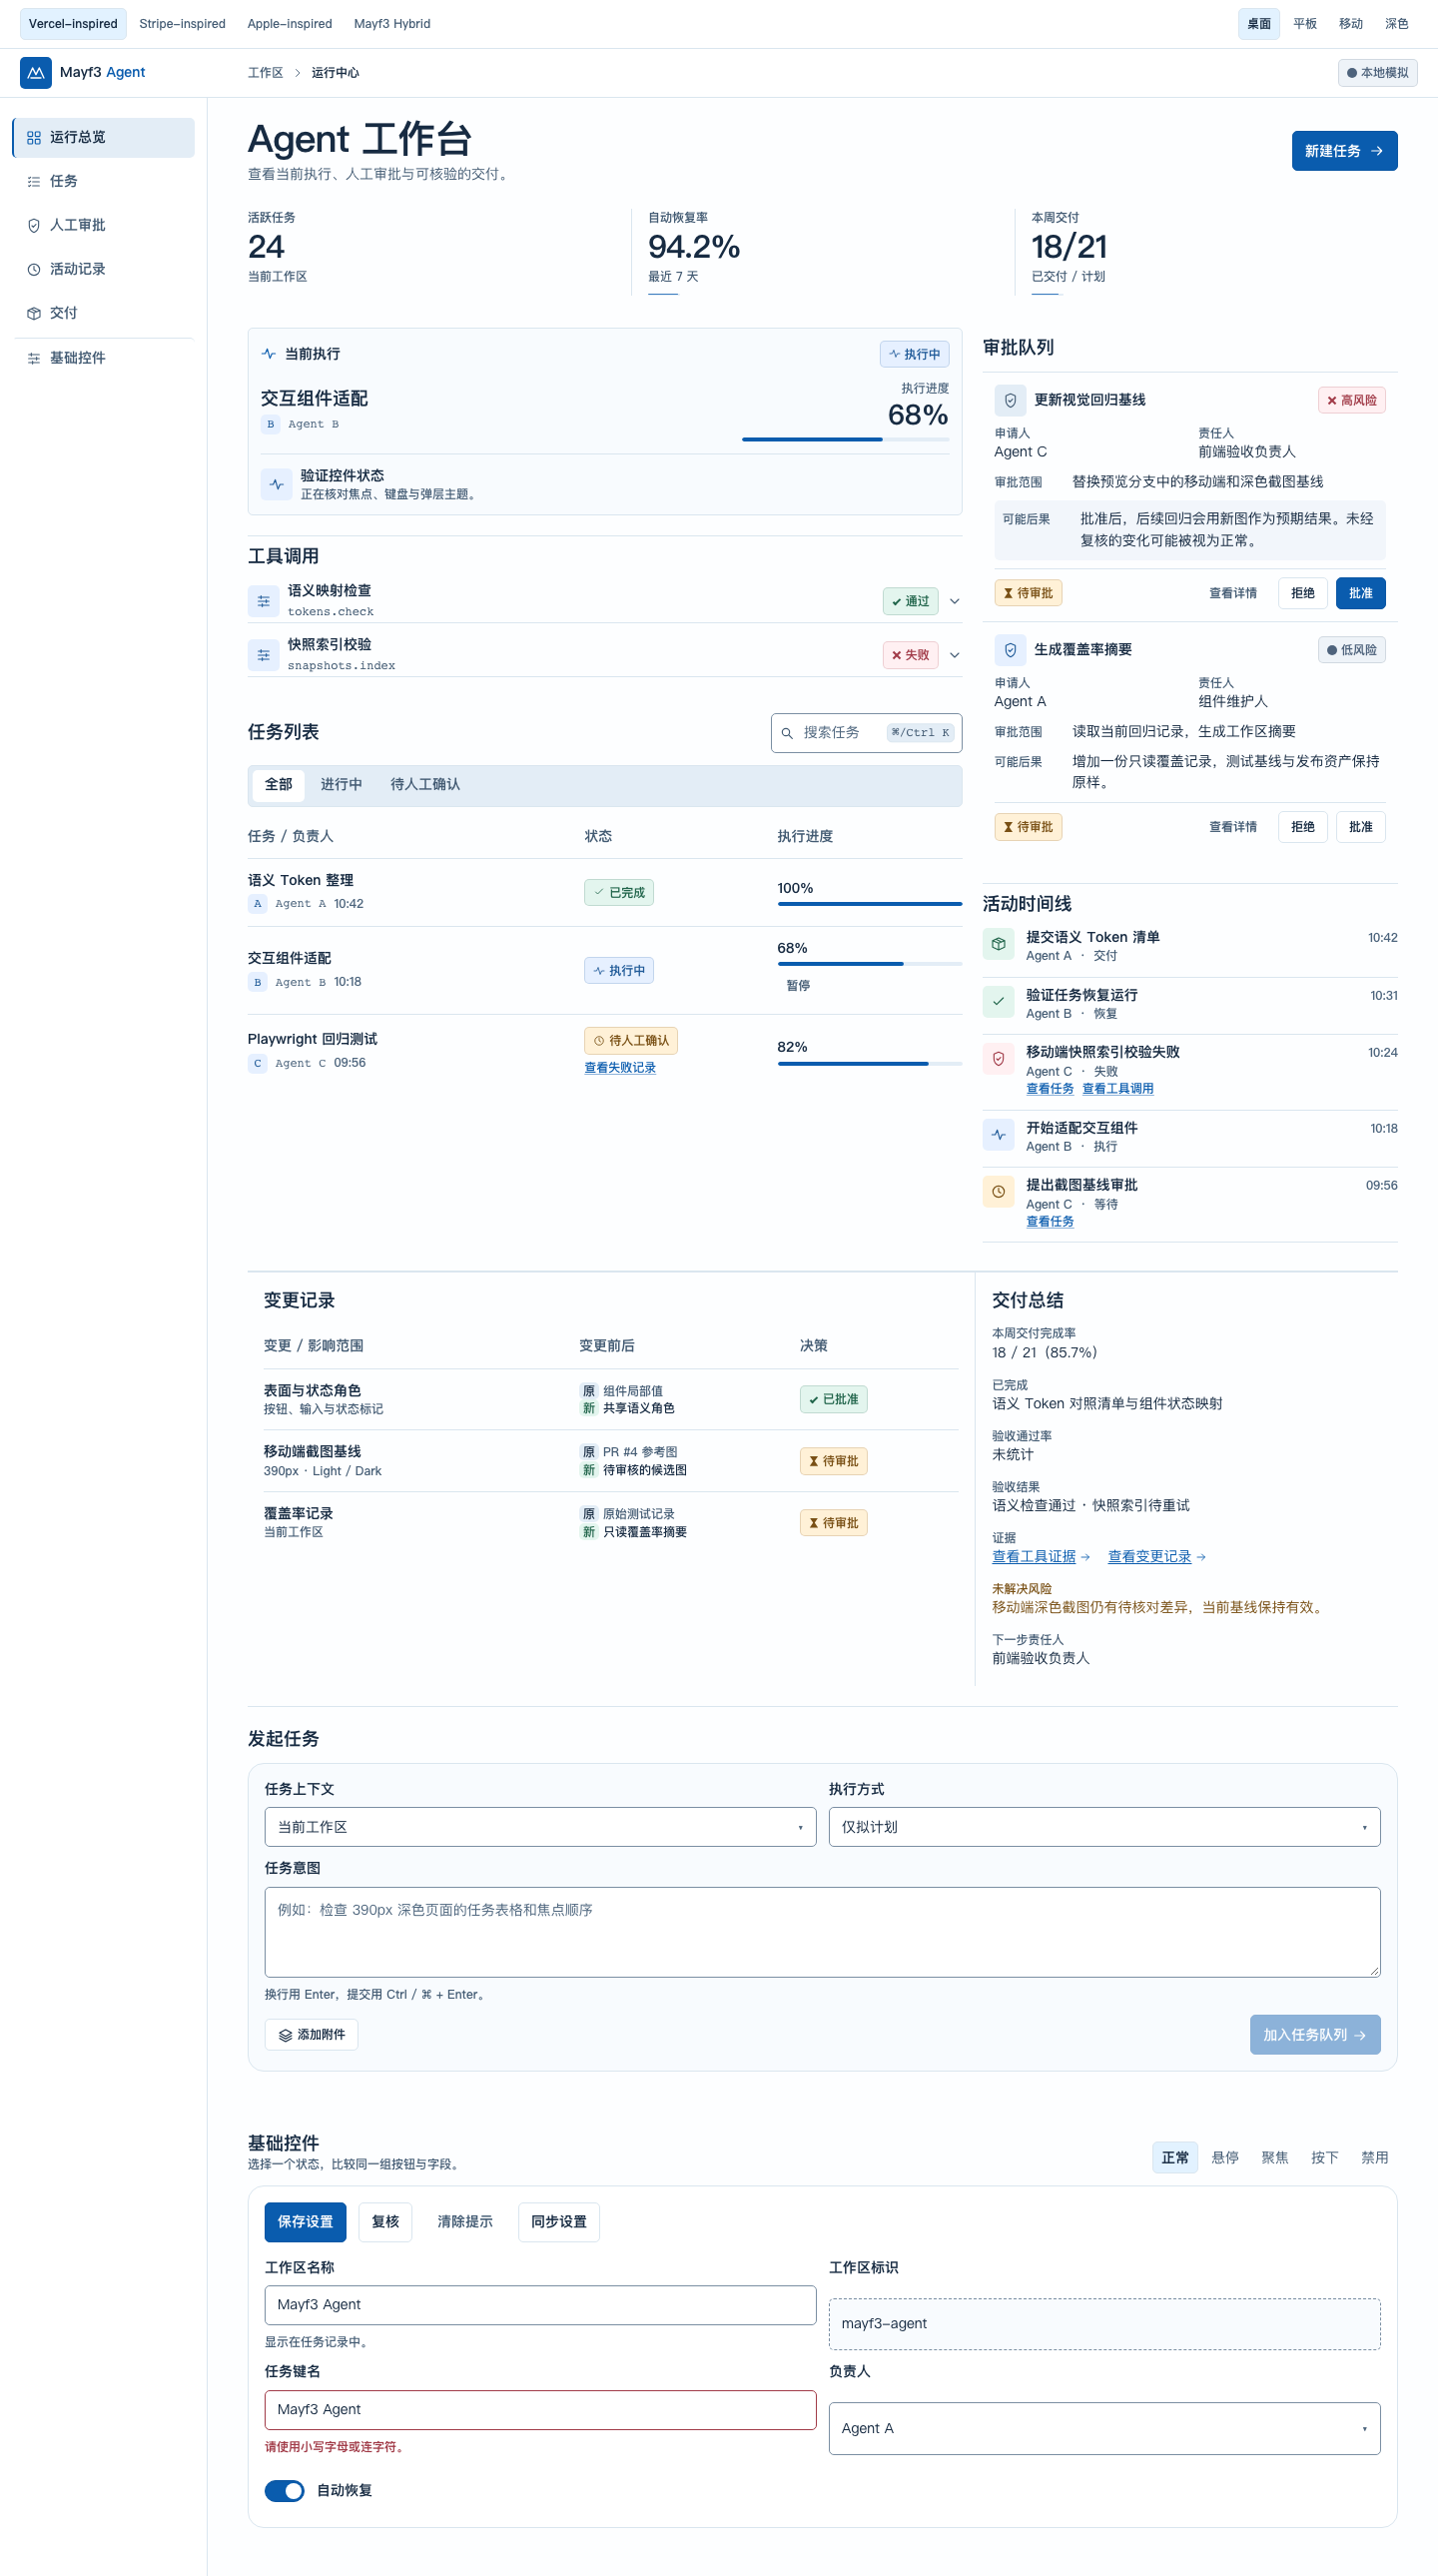 Vercel-inspired Stripe-inspired Apple-inspired Mayf3 Hybrid 桌面 平板 移动 深色
Mayf3 Agent 工作区 > 运行中心 本地模拟
运行总览
任务
人工审批
活动记录
交付
基础控件
Agent 工作台
查看当前执行、人工审批与可核验的交付。
新建任务 →
活跃任务
24
当前工作区
自动恢复率
94.2%
最近 7 天
本周交付
18/21
已交付 / 计划
当前执行 执行中
交互组件适配
B Agent B
执行进度
68%
验证控件状态
正在核对焦点、键盘与弹层主题。
工具调用
语义映射检查
tokens.check
通过
快照索引校验
snapshots.index
失败
任务列表
搜索任务 ⌘/Ctrl K
全部 进行中 待人工确认
任务 / 负责人 状态 执行进度
语义 Token 整理
A Agent A 10:42
已完成
100%
交互组件适配
B Agent B 10:18
执行中
68%
暂停
Playwright 回归测试
C Agent C 09:56
待人工确认
查看失败记录
82%
审批队列
更新视觉回归基线 高风险
申请人 责任人
Agent C 前端验收负责人
审批范围 替换预览分支中的移动端和深色截图基线
可能后果 批准后，后续回归会用新图作为预期结果。未经
复核的变化可能被视为正常。
待审批 查看详情 拒绝 批准
生成覆盖率摘要 低风险
申请人 责任人
Agent A 组件维护人
审批范围 读取当前回归记录，生成工作区摘要
可能后果 增加一份只读覆盖记录，测试基线与发布资产保持
原样。
待审批 查看详情 拒绝 批准
活动时间线
提交语义 Token 清单 10:42
Agent A · 交付
验证任务恢复运行 10:31
Agent B · 恢复
移动端快照索引校验失败 10:24
Agent C · 失败
查看任务 查看工具调用
开始适配交互组件 10:18
Agent B · 执行
提出截图基线审批 09:56
Agent C · 等待
查看任务
变更记录
变更 / 影响范围 变更前后 决策
表面与状态角色
按钮、输入与状态标记
原 组件局部值
新 共享语义角色
已批准
移动端截图基线
390px · Light / Dark
原 PR #4 参考图
新 待审核的候选图
待审批
覆盖率记录
当前工作区
原 原始测试记录
新 只读覆盖率摘要
待审批
交付总结
本周交付完成率
18 / 21（85.7%）
已完成
语义 Token 对照清单与组件状态映射
验收通过率
未统计
验收结果
语义检查通过 · 快照索引待重试
证据
查看工具证据 → 查看变更记录 →
未解决风险
移动端深色截图仍有待核对差异，当前基线保持有效。
下一步责任人
前端验收负责人
发起任务
任务上下文 执行方式
当前工作区 仅拟计划
任务意图
例如：检查 390px 深色页面的任务表格和焦点顺序
换行用 Enter，提交用 Ctrl / ⌘ + Enter。
添加附件 加入任务队列 →
基础控件
选择一个状态，比较同一组按钮与字段。
正常 悬停 聚焦 按下 禁用
保存设置 复核 清除提示 同步设置
工作区名称 工作区标识
Mayf3 Agent mayf3-agent
显示在任务记录中。
任务键名 负责人
Mayf3 Agent Agent A
请使用小写字母或连字符。
自动恢复